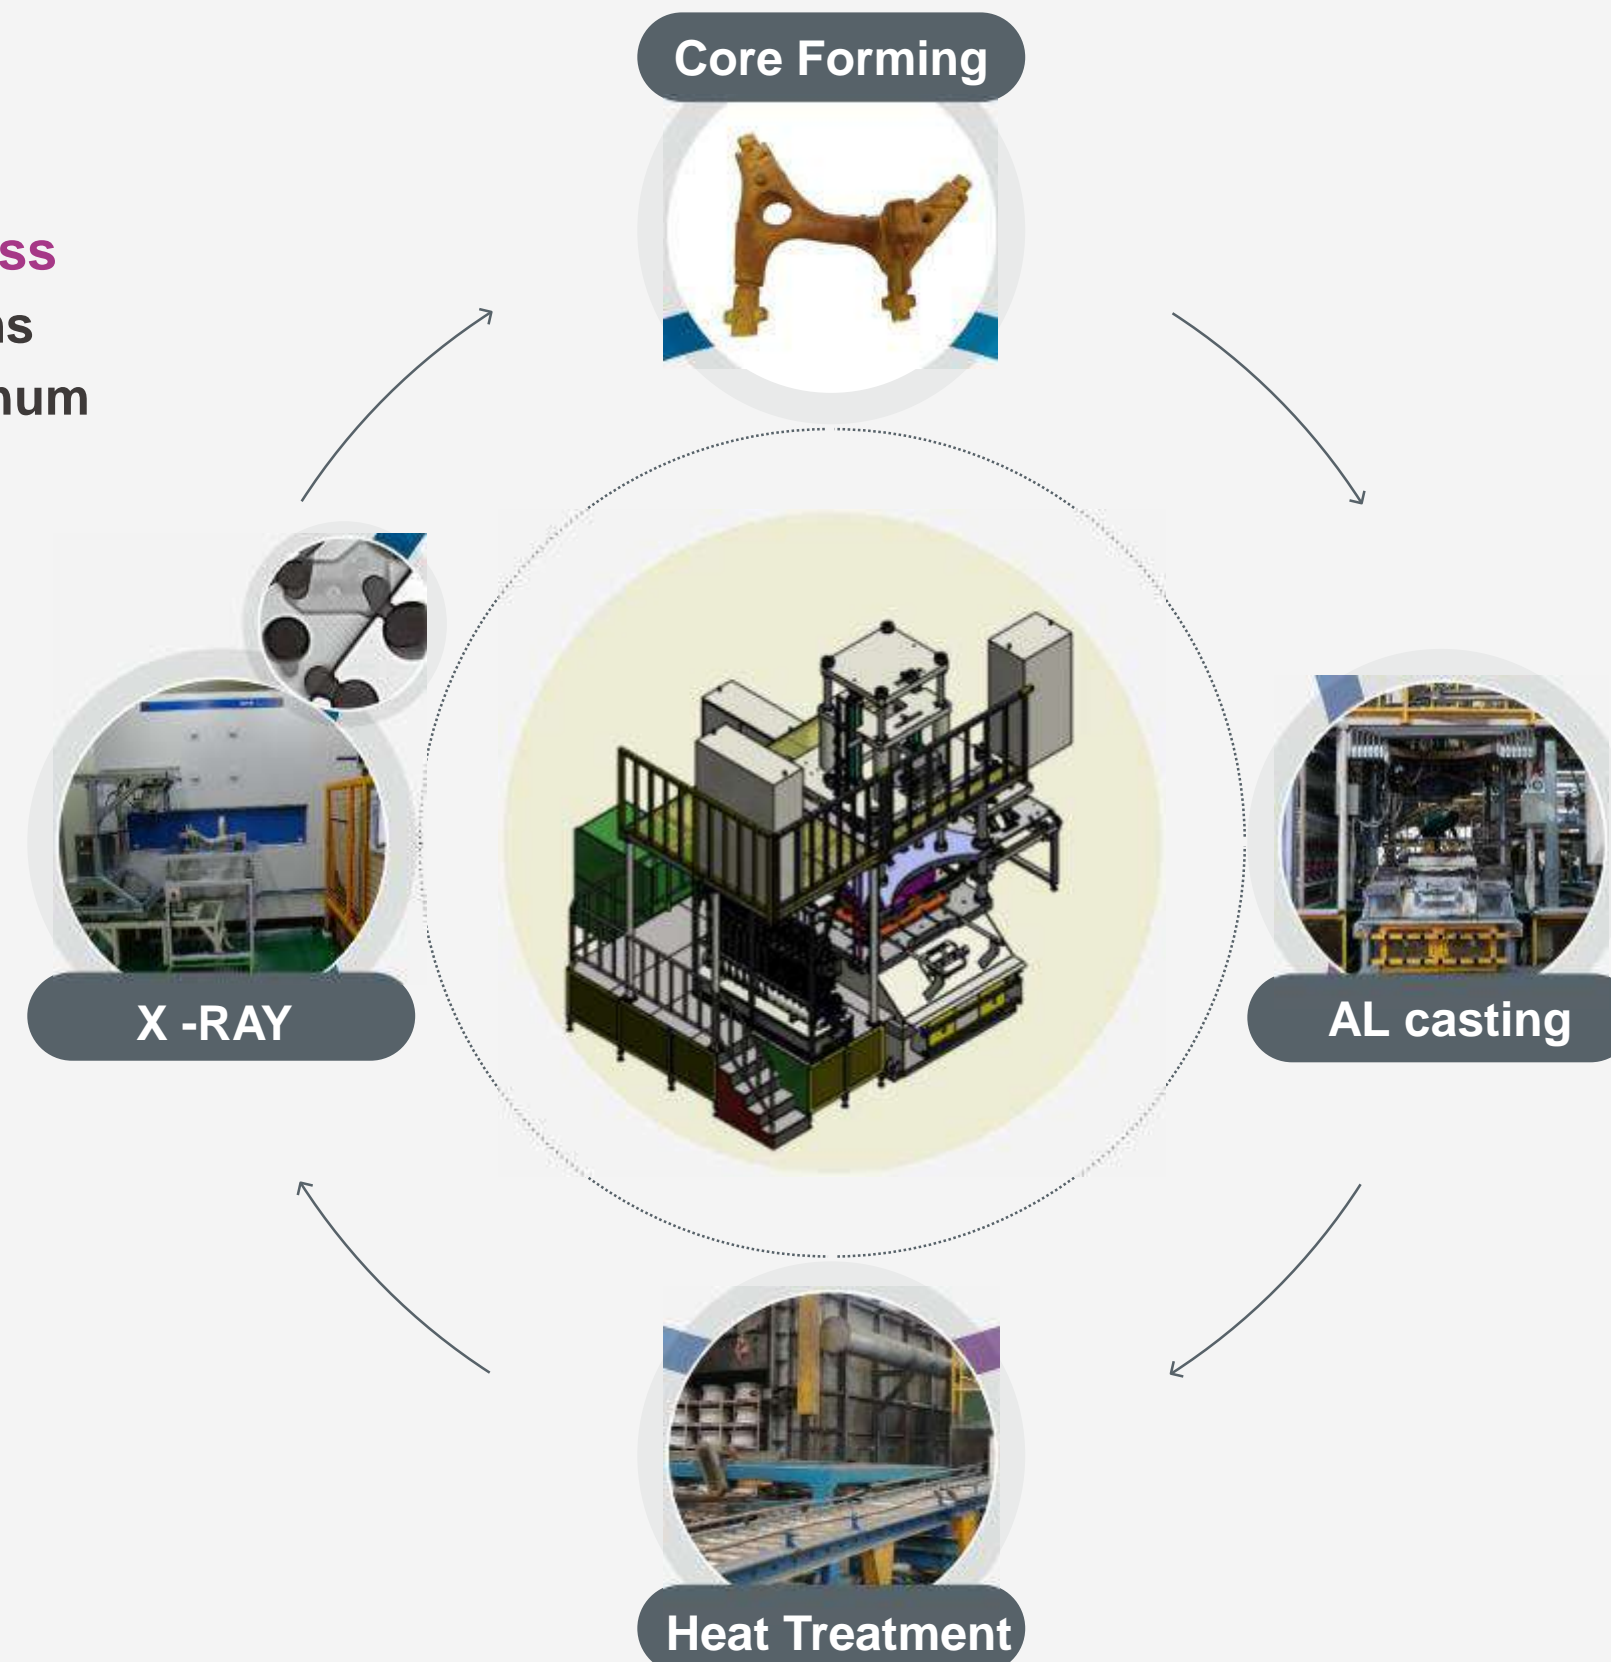 Core Forming
ss
ns
num
X -RAY
AL casting
Heat Treatment